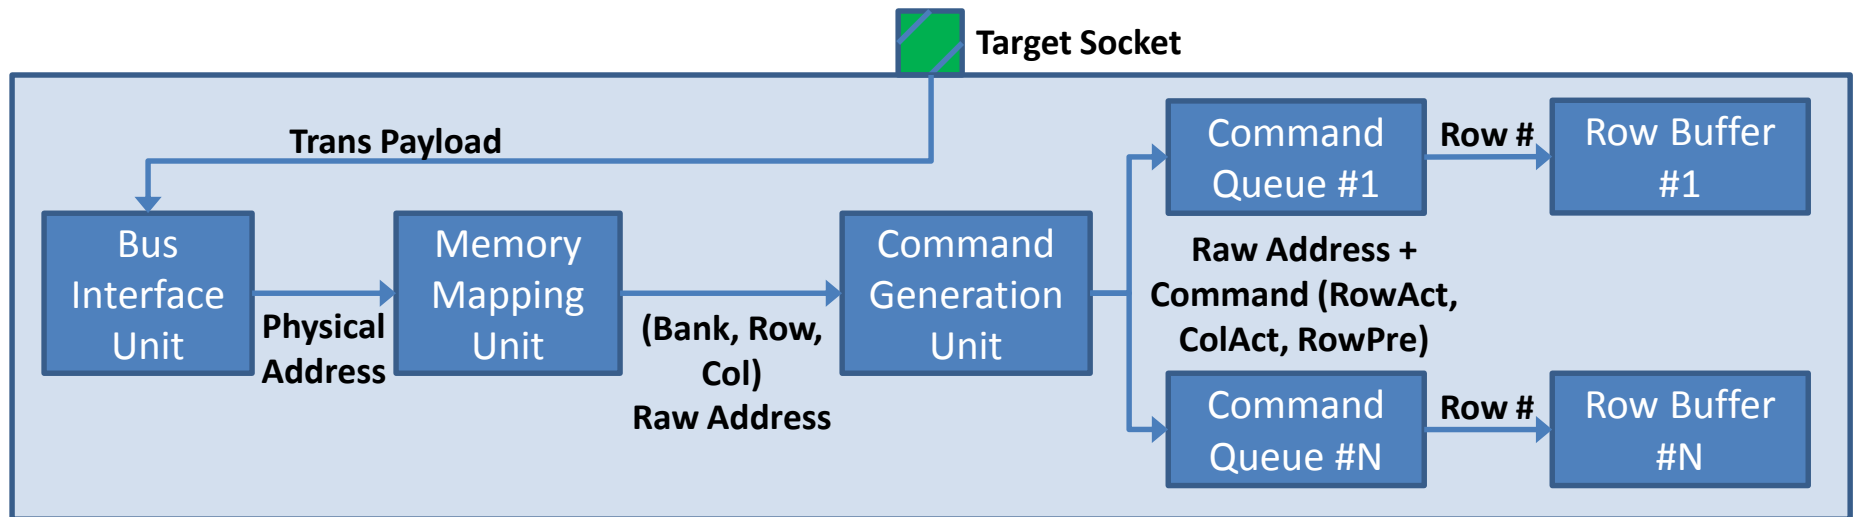 Target Socket
Trans Payload
Bus
Interface
Unit
Physical
Address
Memory
Mapping
Unit
(Bank, Row,
Col)
Raw Address
Command
Generation
Unit
Command
Queue #1
Row #
Row Buffer
#1
Raw Address +
Command (RowAct,
ColAct, RowPre)
Command
Queue #N
Row #
Row Buffer
#N